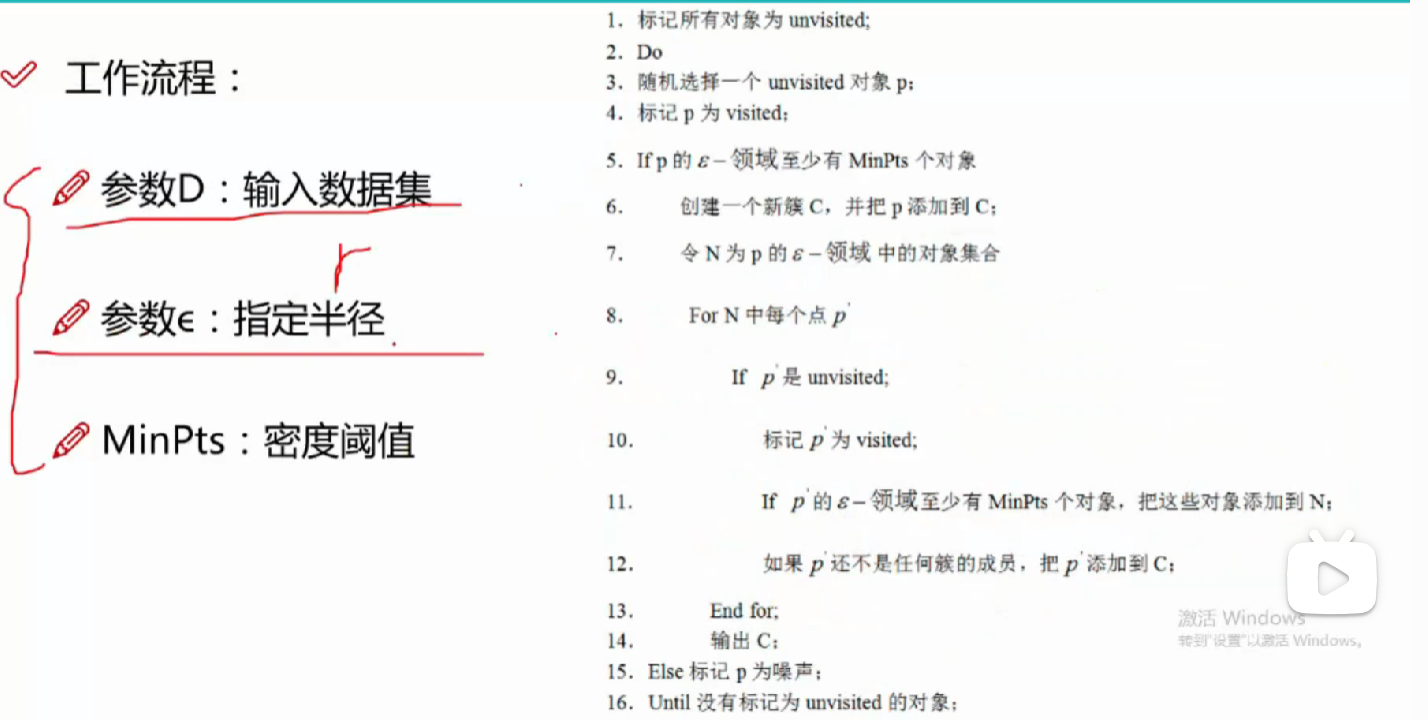 工作流程：
参数D：输入数据集
r
参数ϵ：指定半径
MinPts：密度阈值
1. 标记所有对象为 unvisited;
2. Do
3. 随机选择一个 unvisited 对象 p;
4. 标记 p 为 visited;
5. If p 的 ε – 领域至少有 MinPts 个对象
6. 创建一个新簇 C，并把 p 添加到 C;
7. 令 N 为 p 的 ε – 领域 中的对象集合
8. For N 中每个点 p'
9. If p' 是 unvisited;
10. 标记 p' 为 visited;
11. If p' 的 ε – 领域至少有 MinPts 个对象，把这些对象添加到 N;
12. 如果 p' 还不是任何簇的成员，把 p' 添加到 C;
13. End for;
14. 输出 C;
15. Else 标记 p 为噪声;
16. Until 没有标记为 unvisited 的对象;
激活 Windows
转到"设置"以激活 Windows。